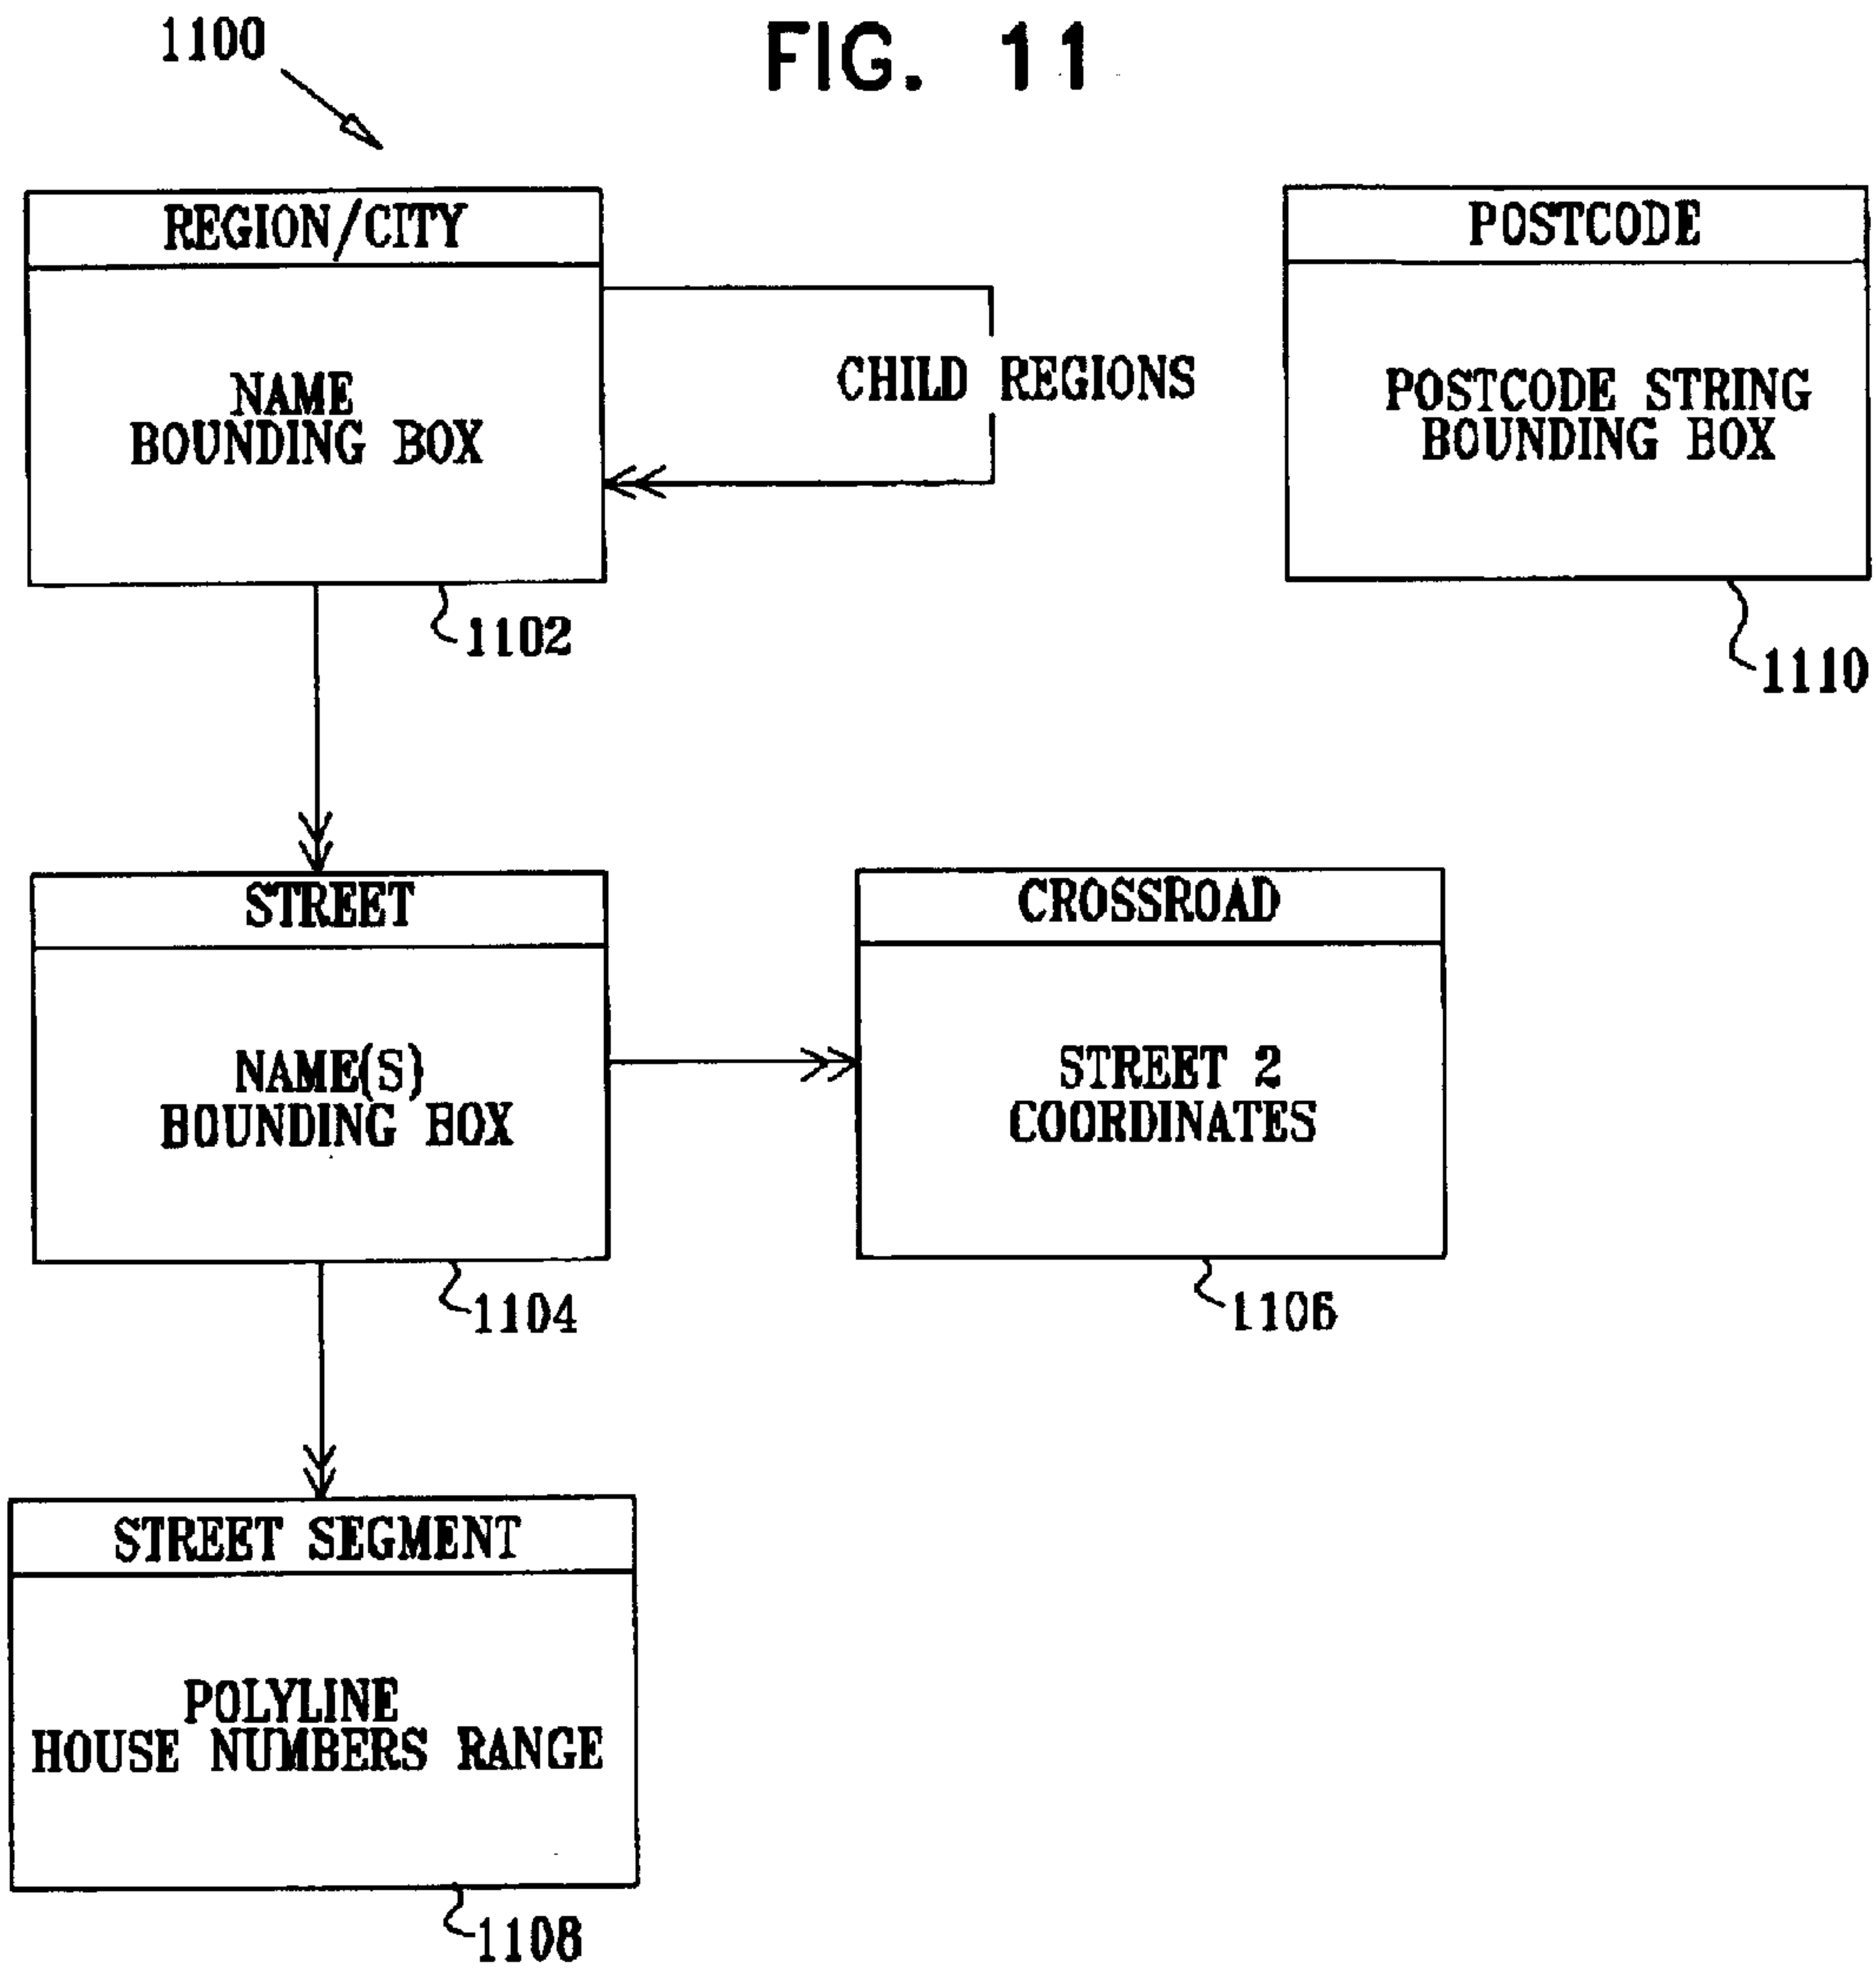 1100
FIG. 11
REGION/CITY
NAME
BOUNDING BOX
CHILD REGIONS
1102
POSTCODE
POSTCODE STRING
BOUNDING BOX
1110
STREET
NAME(S)
BOUNDING BOX
1104
CROSSROAD
STREET 2
COORDINATES
1106
STREET SEGMENT
POLYLINE
HOUSE NUMBERS RANGE
1108